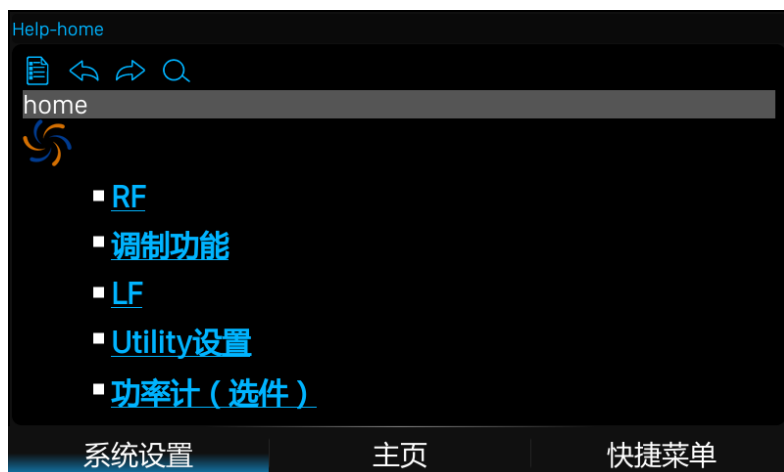 Help-home
home
RF
调制功能
LF
Utility设置
功率计（选件）
系统设置
主页
快捷菜单